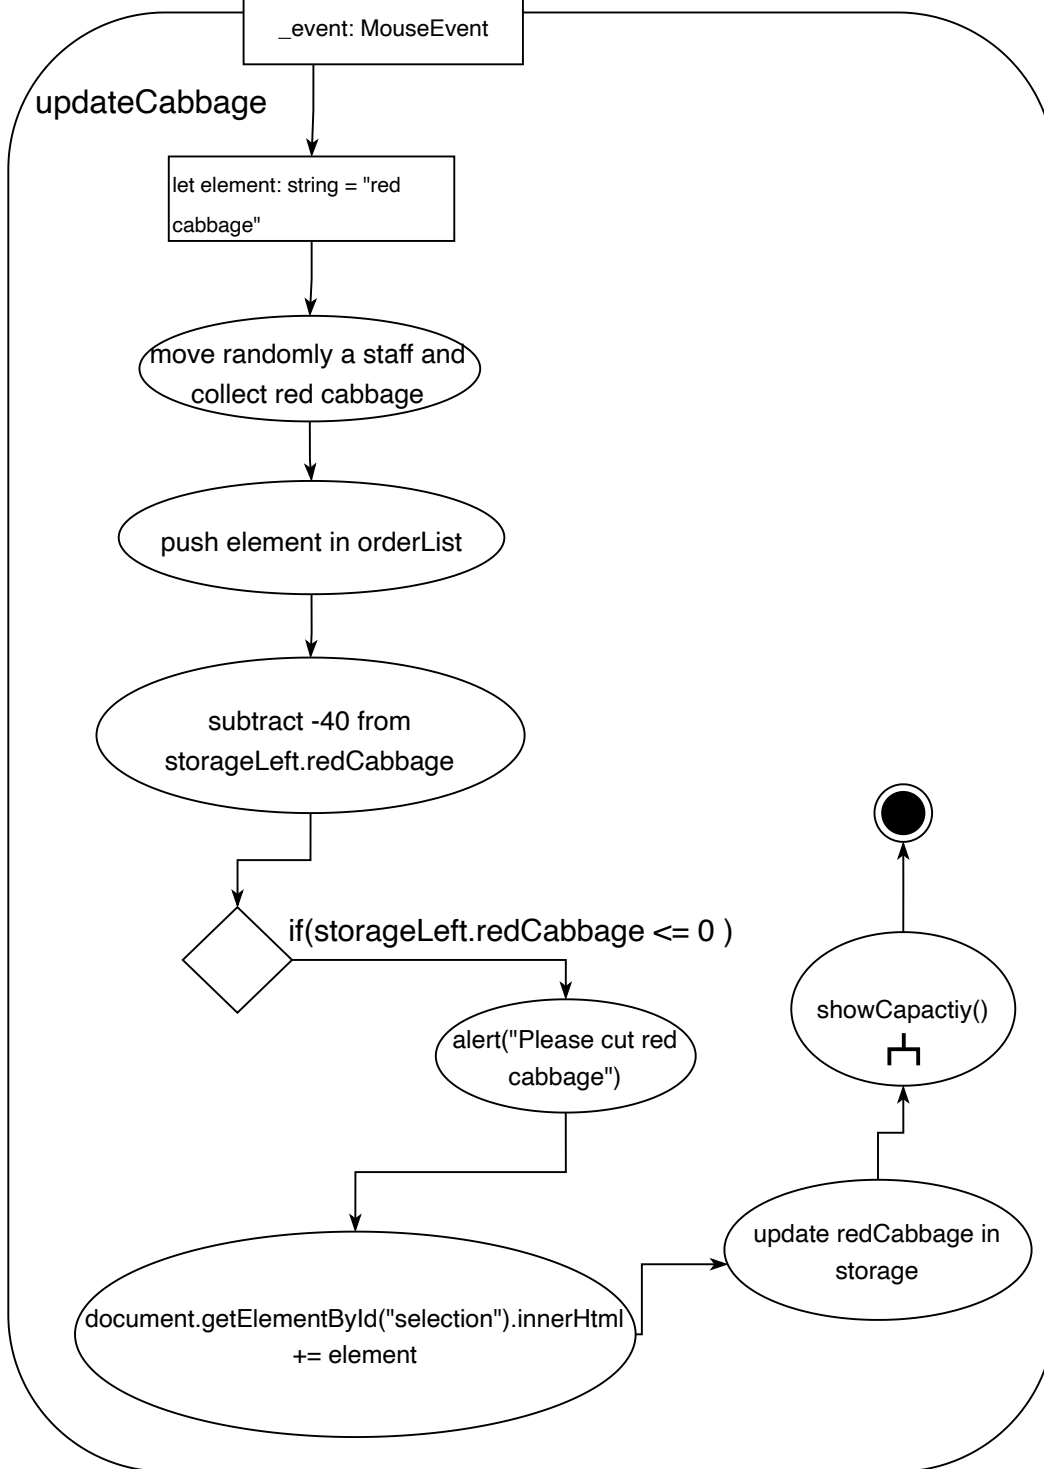 _event: MouseEvent
updateCabbage
let element: string = "red
cabbage"
move randomly a staff and
collect red cabbage
push element in orderList
subtract -40 from
storageLeft.redCabbage
if(storageLeft.redCabbage <= 0 )
alert("Please cut red
cabbage")
showCapactiy()
update redCabbage in
storage
document.getElementById("selection").innerHtml
+= element